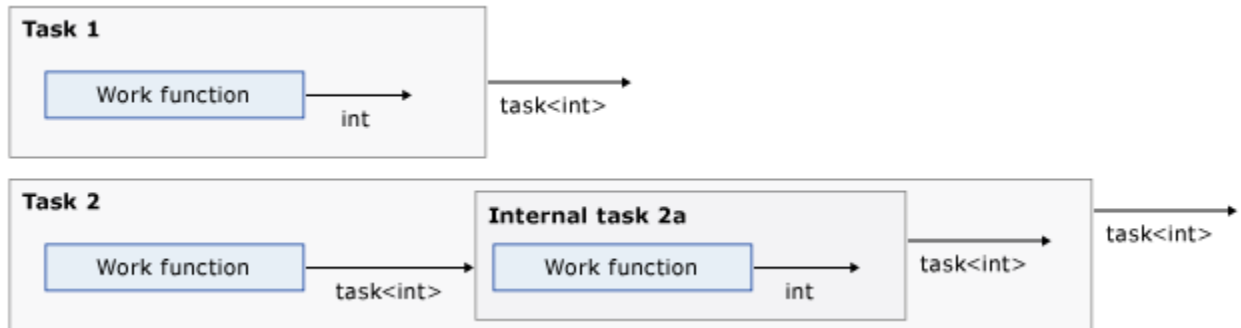 Task 1
Work function
int
task<int>
Task 2
Work function
task<int>
Internal task 2a
Work function
int
task<int>
task<int>